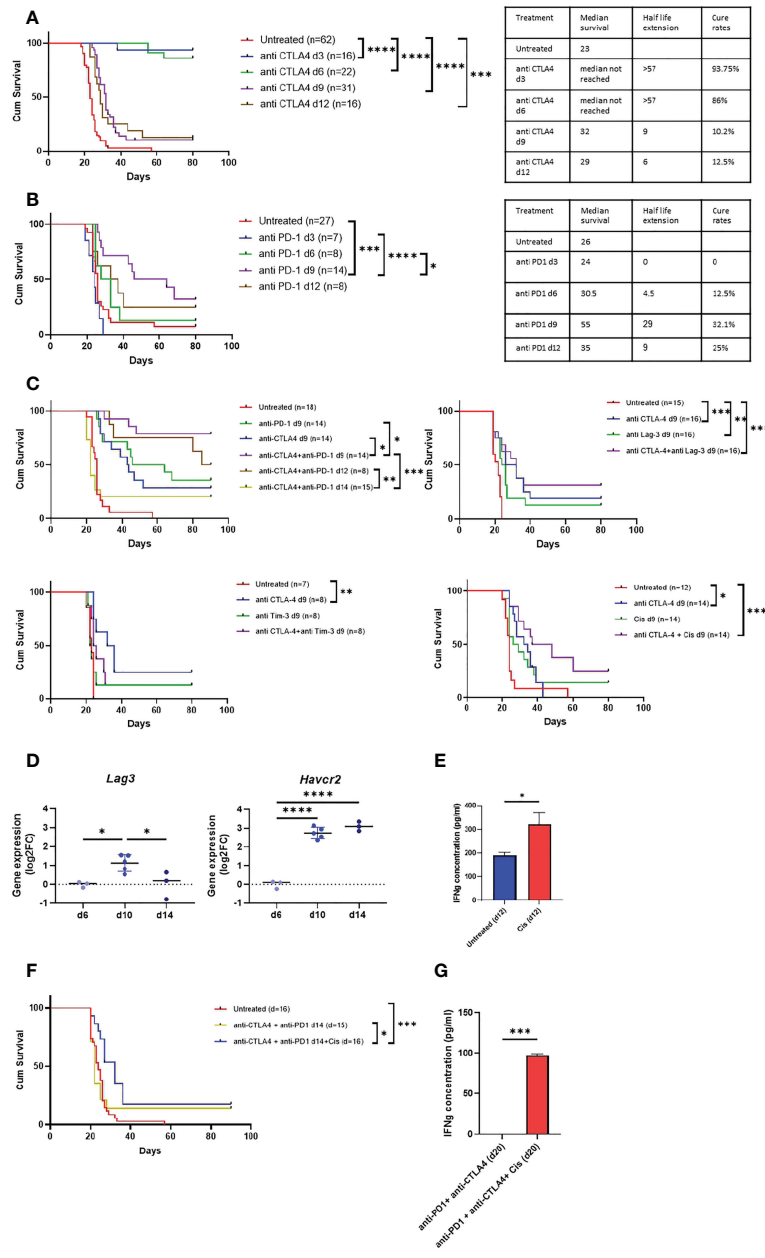 A
Cum Survival
100
50
0
0 20 40 60 80 100
Days
Untreated (n=62)
anti CTLA4 d3 (n=16)
anti CTLA4 d6 (n=22)
anti CTLA4 d9 (n=31)
anti CTLA4 d12 (n=16)
**** **** **** ***
Treatment Median survival Half life extension Cure rates
Untreated 23
anti CTLA4 d3 median not reached >57 93.75%
anti CTLA4 d6 median not reached >57 86%
anti CTLA4 d9 32 9 10.2%
anti CTLA4 d12 29 6 12.5%
B
Cum Survival
100
50
0
0 20 40 60 80 100
Days
Untreated (n=27)
anti PD-1 d3 (n=7)
anti PD-1 d6 (n=8)
anti PD-1 d9 (n=14)
anti PD-1 d12 (n=8)
*** **** *
Treatment Median survival Half life extension Cure rates
Untreated 26
anti PD1 d3 24 0 0
anti PD1 d6 30.5 4.5 12.5%
anti PD1 d9 55 29 32.1%
anti PD1 d12 35 9 25%
C
Cum Survival
100
50
0
0 20 40 60 80 100
Days
Untreated (n=18)
anti-PD-1 d9 (n=14)
anti-CTLA4 d9 (n=14)
anti-CTLA4+anti-PD-1 d9 (n=14)
anti-CTLA4+anti-PD-1 d12 (n=8)
anti-CTLA4+anti-PD-1 d14 (n=15)
* * ** ***
Cum Survival
100
50
0
0 20 40 60 80 100
Days
Untreated (n=15)
anti CTLA-4 d9 (n=16)
anti Lag-3 d9 (n=16)
anti CTLA-4+anti Lag-3 d9 (n=16)
*** **
Cum Survival
100
50
0
0 20 40 60 80 100
Days
Untreated (n=7)
anti CTLA-4 d9 (n=8)
anti Tim-3 d9 (n=8)
anti CTLA-4+anti Tim-3 d9 (n=8)
**
Cum Survival
100
50
0
0 20 40 60 80 100
Days
Untreated (n=12)
anti CTLA-4 d9 (n=14)
Cis d9 (n=14)
anti CTLA-4 + Cis d9 (n=14)
*
D
Lag3
Gene expression
(log2FC)
4
3
2
1
0
-1
* *
d6 d10 d14
Havcr2
Gene expression
(log2FC)
4
3
2
1
0
-1
****
****
d6 d10 d14
E
IFNg concentration (pg/ml)
400
300
200
100
0
*
Untreated (d12)
Cis (d12)
F
Cum Survival
100
50
0
0 20 40 60 80 100
Days
Untreated (d=16)
anti-CTLA4 + anti-PD1 d14 (d=15)
anti-CTLA4 + anti-PD1 d14+Cis (d=16)
* ***
G
IFNg concentration (pg/ml)
150
100
50
0
***
anti-PD1+ anti-CTLA4 (d20)
anti-PD1 + anti-CTLA4+ Cis (d20)